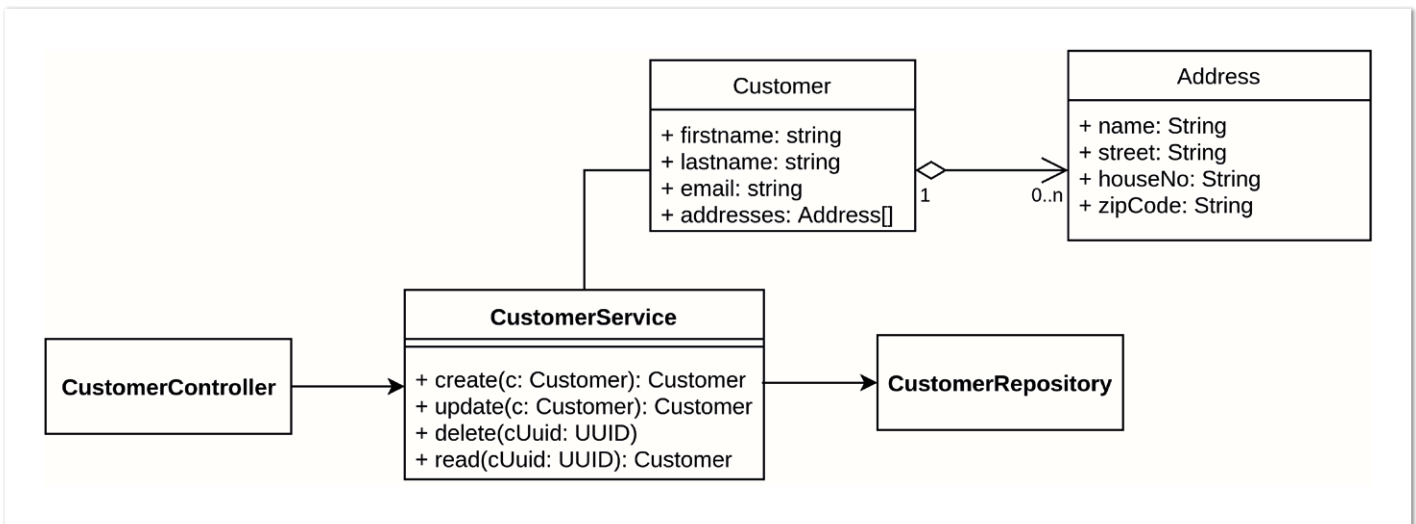 Customer
+ firstname: string
+ lastname: string
+ email: string
+ addresses: Address[]
1
0..n
Address
+ name: String
+ street: String
+ houseNo: String
+ zipCode: String
CustomerController
CustomerService
+ create(c: Customer): Customer
+ update(c: Customer): Customer
+ delete(cUuid: UUID)
+ read(cUuid: UUID): Customer
CustomerRepository